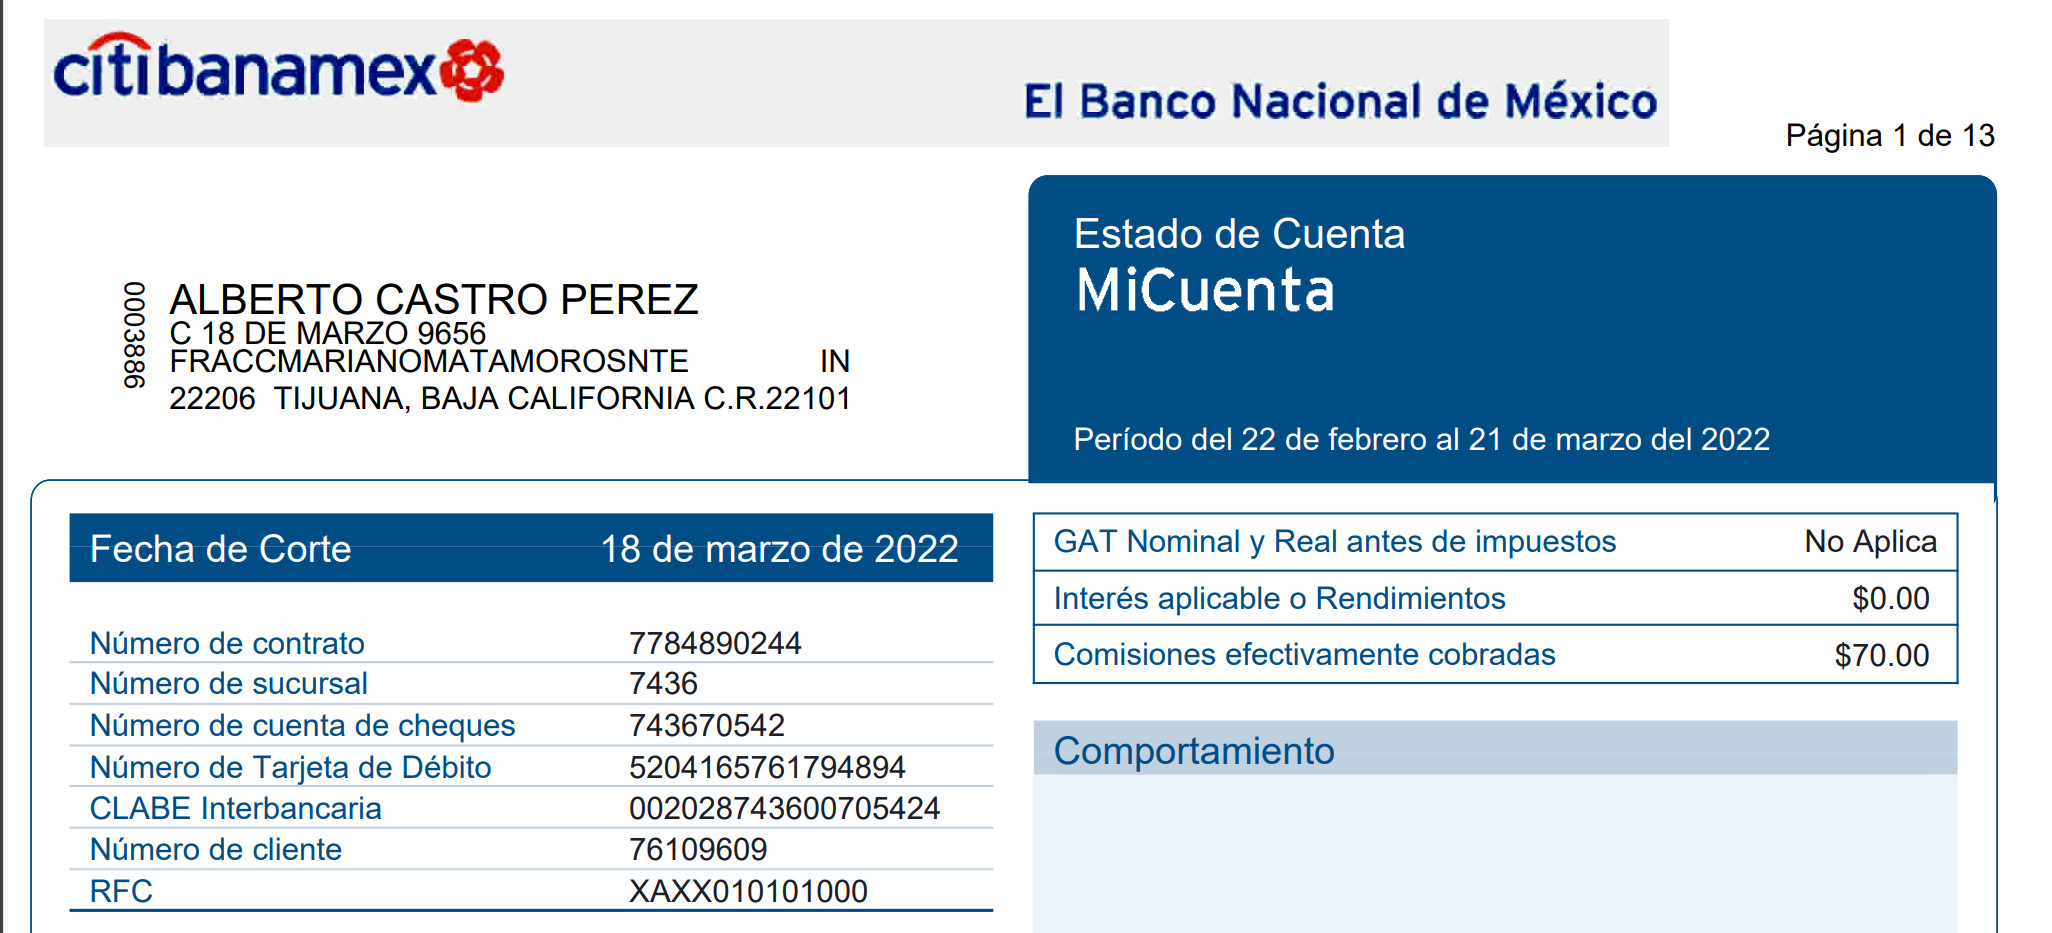 citibanamex
El Banco Nacional de México
Página 1 de 13
Estado de Cuenta
MiCuenta
Período del 22 de febrero al 21 de marzo del 2022
0003886
ALBERTO CASTRO PEREZ
C 18 DE MARZO 9656
FRACCMARIANOMATAMOROSNTE IN
22206 TIJUANA, BAJA CALIFORNIA C.R.22101
Fecha de Corte 18 de marzo de 2022
Número de contrato 7784890244
Número de sucursal 7436
Número de cuenta de cheques 743670542
Número de Tarjeta de Débito 5204165761794894
CLABE Interbancaria 002028743600705424
Número de cliente 76109609
RFC XAXX010101000
GAT Nominal y Real antes de impuestos No Aplica
Interés aplicable o Rendimientos $0.00
Comisiones efectivamente cobradas $70.00
Comportamiento